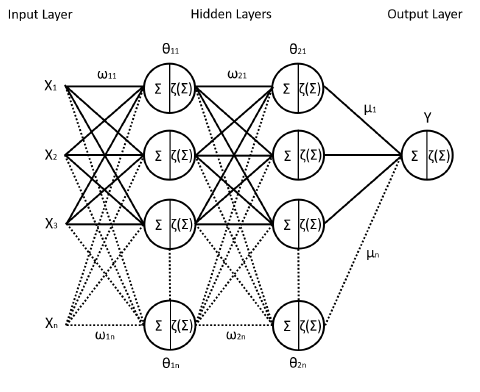 Input Layer Hidden Layers Output Layer
θ11 θ21
X1 ω11 Σ ζ(Σ) ω21 Σ ζ(Σ) μ1
Y
X2 Σ ζ(Σ) Σ ζ(Σ) Σ ζ(Σ)
X3 Σ ζ(Σ) Σ ζ(Σ)
μn
Xn ω1n Σ ζ(Σ) ω2n Σ ζ(Σ)
θ1n θ2n